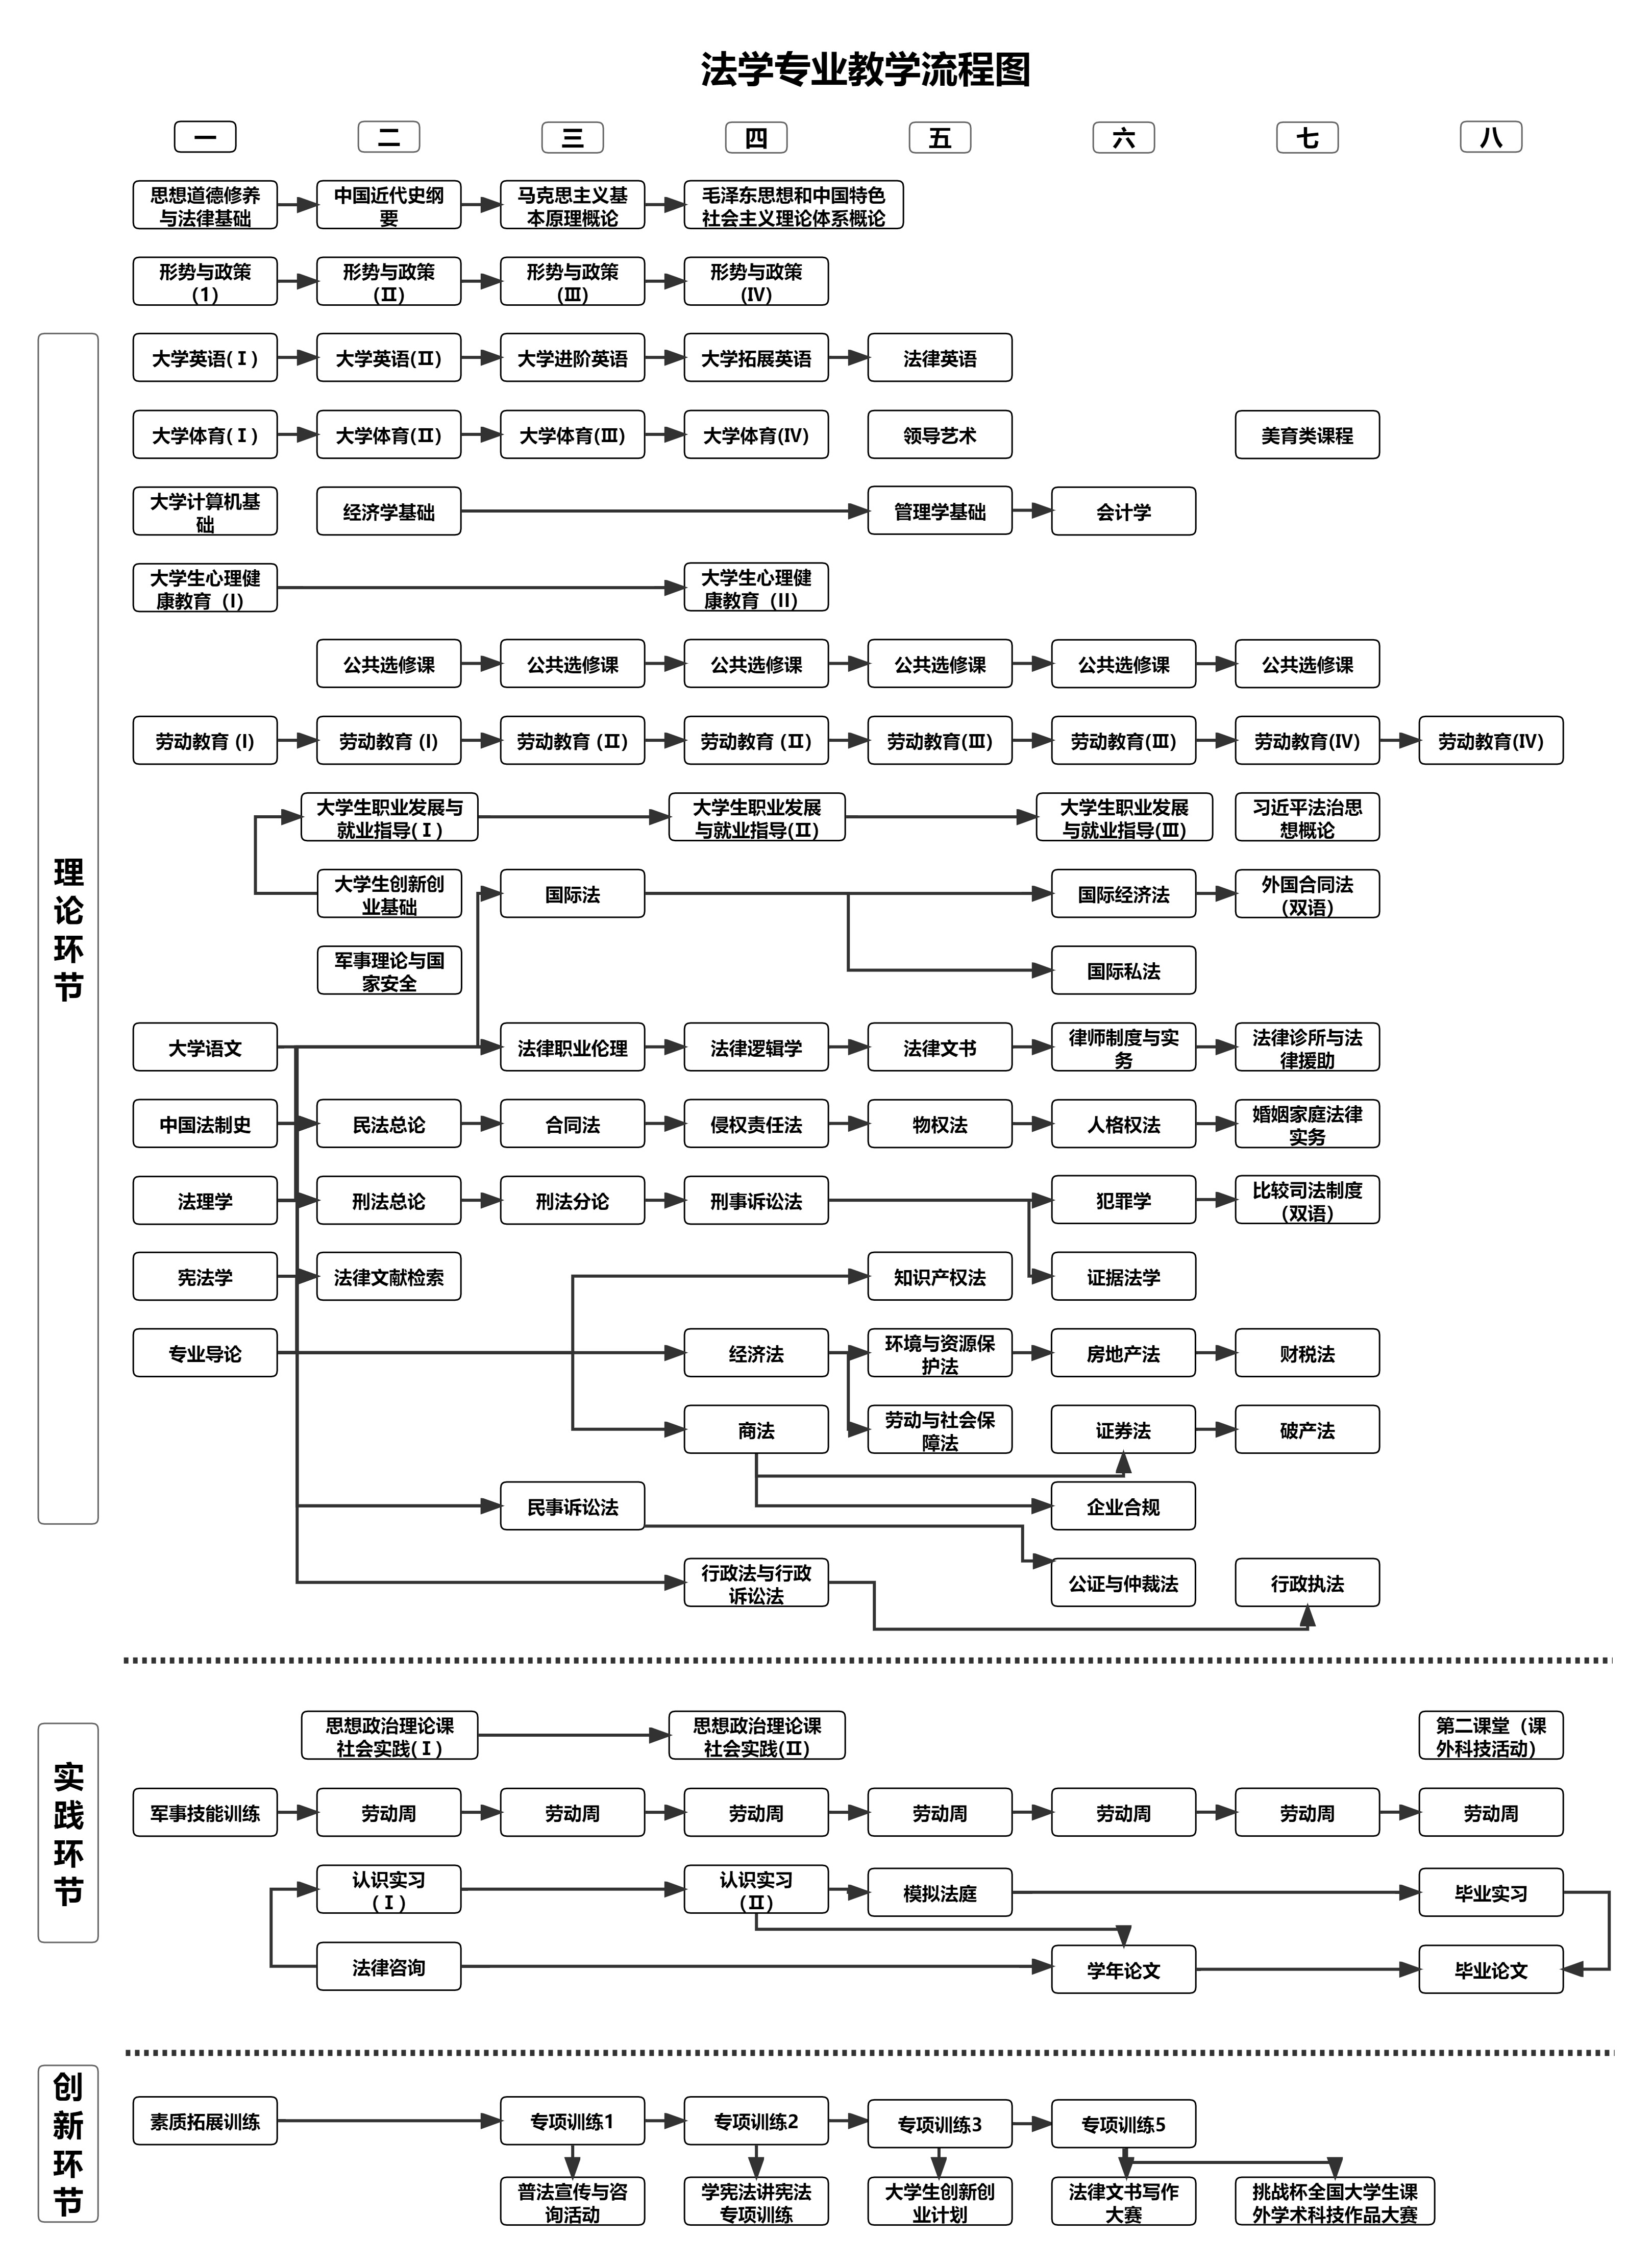 法学专业教学流程图
一
二
三
四
五
六
七
八
思想道德修养
与法律基础
中国近代史纲
要
马克思主义基
本原理概论
毛泽东思想和中国特色
社会主义理论体系概论
形势与政策
(1)
形势与政策
(Ⅱ)
形势与政策
(Ⅲ)
形势与政策
(Ⅳ)
理
论
环
节
大学英语(Ⅰ)
大学英语(Ⅱ)
大学进阶英语
大学拓展英语
法律英语
大学体育(Ⅰ)
大学体育(Ⅱ)
大学体育(Ⅲ)
大学体育(Ⅳ)
领导艺术
美育类课程
大学计算机基
础
经济学基础
管理学基础
会计学
大学生心理健
康教育（I）
大学生心理健
康教育（II）
公共选修课
公共选修课
公共选修课
公共选修课
公共选修课
公共选修课
劳动教育 (I)
劳动教育 (I)
劳动教育 (Ⅱ)
劳动教育 (Ⅱ)
劳动教育(Ⅲ)
劳动教育(Ⅲ)
劳动教育(Ⅳ)
劳动教育(Ⅳ)
大学生职业发展与
就业指导(Ⅰ)
大学生职业发展
与就业指导(Ⅱ)
大学生职业发展
与就业指导(Ⅲ)
习近平法治思
想概论
大学生创新创
业基础
国际法
国际经济法
外国合同法
（双语）
军事理论与国
家安全
国际私法
大学语文
法律职业伦理
法律逻辑学
法律文书
律师制度与实
务
法律诊所与法
律援助
中国法制史
民法总论
合同法
侵权责任法
物权法
人格权法
婚姻家庭法律
实务
法理学
刑法总论
刑法分论
刑事诉讼法
犯罪学
比较司法制度
（双语）
宪法学
法律文献检索
知识产权法
证据法学
专业导论
经济法
环境与资源保
护法
房地产法
财税法
商法
劳动与社会保
障法
证券法
破产法
民事诉讼法
企业合规
行政法与行政
诉讼法
公证与仲裁法
行政执法
实
践
环
节
思想政治理论课
社会实践(Ⅰ)
思想政治理论课
社会实践(Ⅱ)
第二课堂（课
外科技活动）
军事技能训练
劳动周
劳动周
劳动周
劳动周
劳动周
劳动周
劳动周
认识实习
（Ⅰ）
认识实习
（Ⅱ）
模拟法庭
毕业实习
法律咨询
学年论文
毕业论文
创
新
环
节
素质拓展训练
专项训练1
专项训练2
专项训练3
专项训练5
普法宣传与咨
询活动
学宪法讲宪法
专项训练
大学生创新创
业计划
法律文书写作
大赛
挑战杯全国大学生课
外学术科技作品大赛